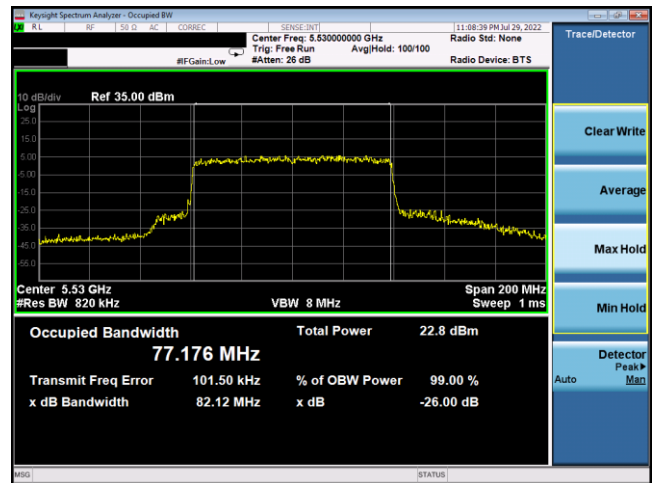 Keysight Spectrum Analyzer - Occupied BW
RL RF 50 Ω AC CORREC SENSE:INT 11:08:39 PM Jul 29, 2022
Center Freq: 5.530000000 GHz Radio Std: None
Trig: Free Run Avg|Hold: 100/100
#IFGain:Low #Atten: 26 dB Radio Device: BTS
Trace/Detector
10 dB/div Ref 35.00 dBm
Log
25.0
15.0
5.00
-5.00
-15.0
-25.0
-35.0
-45.0
-55.0
Center 5.53 GHz Span 200 MHz
#Res BW 820 kHz VBW 8 MHz Sweep 1 ms
Occupied Bandwidth Total Power 22.8 dBm
77.176 MHz
Transmit Freq Error 101.50 kHz % of OBW Power 99.00 %
x dB Bandwidth 82.12 MHz x dB -26.00 dB
Clear Write
Average
Max Hold
Min Hold
Detector
Peak▶
Auto Man
MSG STATUS